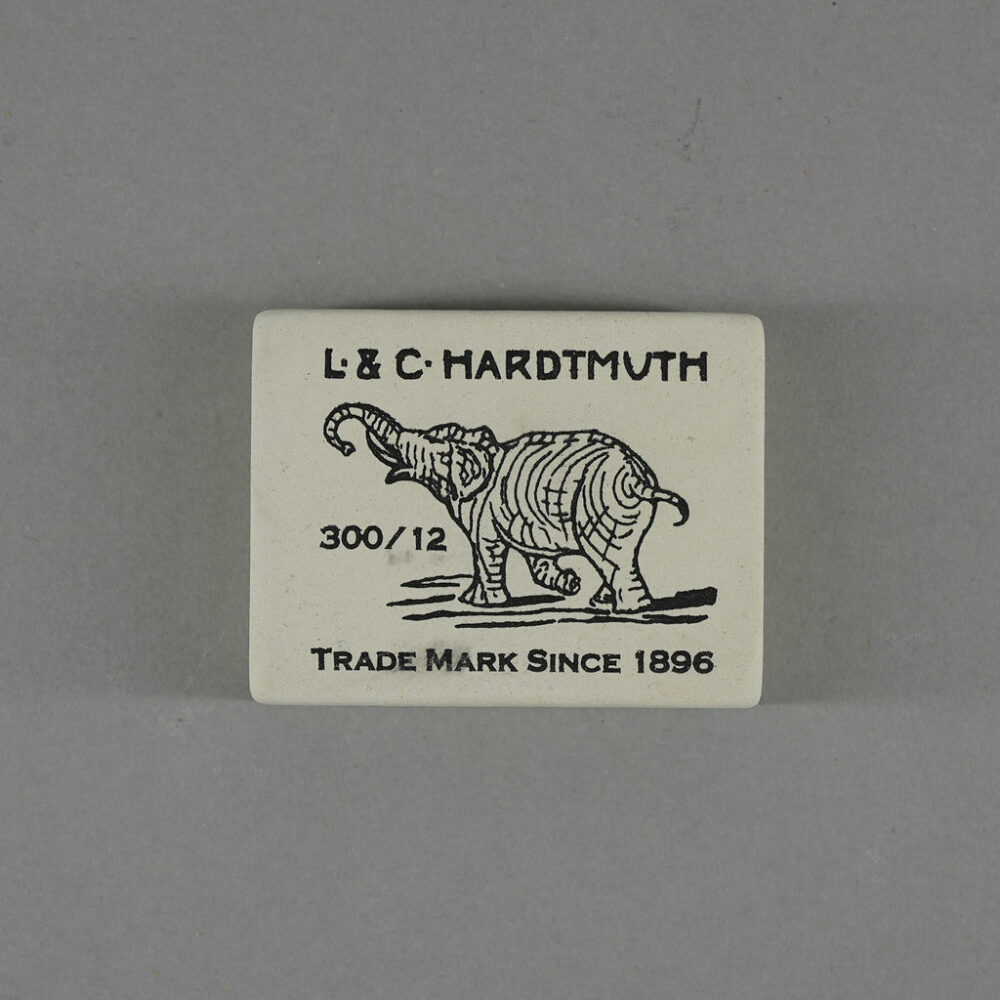 L. & C. HARDTMUTH
300/12
TRADE MARK SINCE 1896